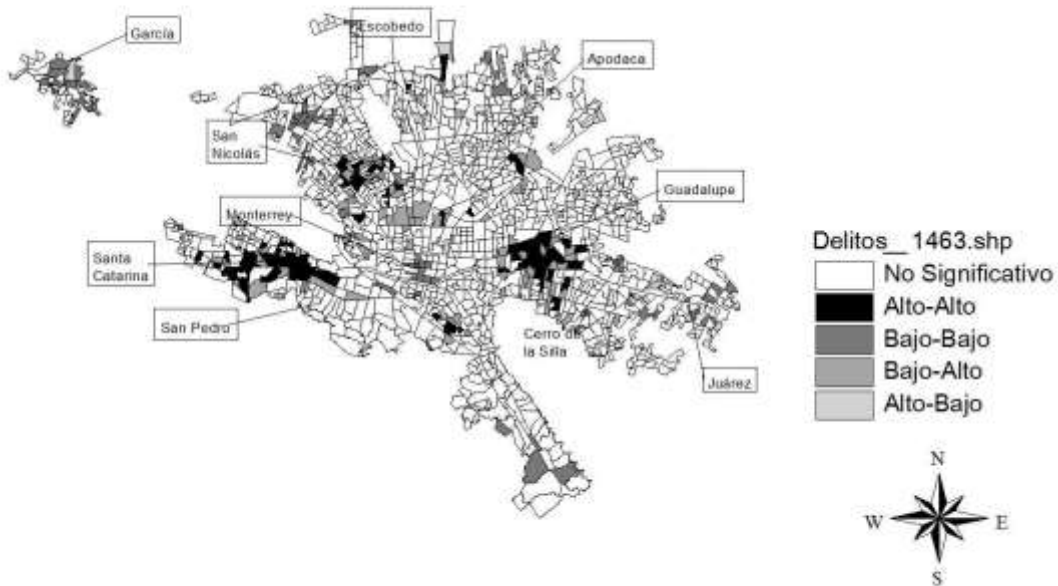 García
Escobedo
Apodaca
San
Nicolás
Guadalupe
Monterrey
Santa
Catarina
San Pedro
Cerro de
la Silla
Juárez
Delitos__1463.shp
No Significativo
Alto-Alto
Bajo-Bajo
Bajo-Alto
Alto-Bajo
N
W
E
S